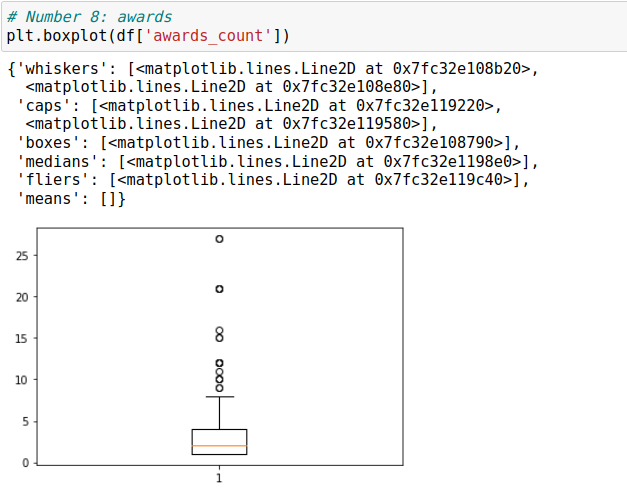 # Number 8: awards
plt.boxplot(df['awards_count'])
{'whiskers': [<matplotlib.lines.Line2D at 0x7fc32e108b20>,
  <matplotlib.lines.Line2D at 0x7fc32e108e80>],
 'caps': [<matplotlib.lines.Line2D at 0x7fc32e119220>,
  <matplotlib.lines.Line2D at 0x7fc32e119580>],
 'boxes': [<matplotlib.lines.Line2D at 0x7fc32e108790>],
 'medians': [<matplotlib.lines.Line2D at 0x7fc32e1198e0>],
 'fliers': [<matplotlib.lines.Line2D at 0x7fc32e119c40>],
 'means': []}
25
20
15
10
5
0
1